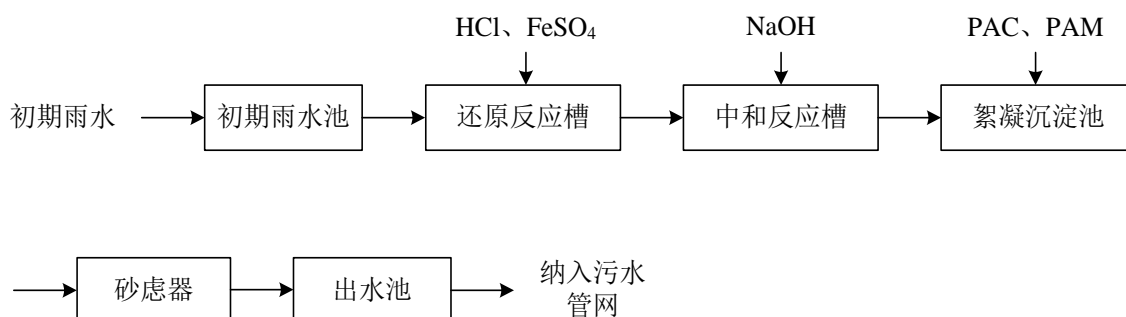 HCl、FeSO₄
NaOH
PAC、PAM
初期雨水
初期雨水池
还原反应槽
中和反应槽
絮凝沉淀池
砂虑器
出水池
纳入污水
管网